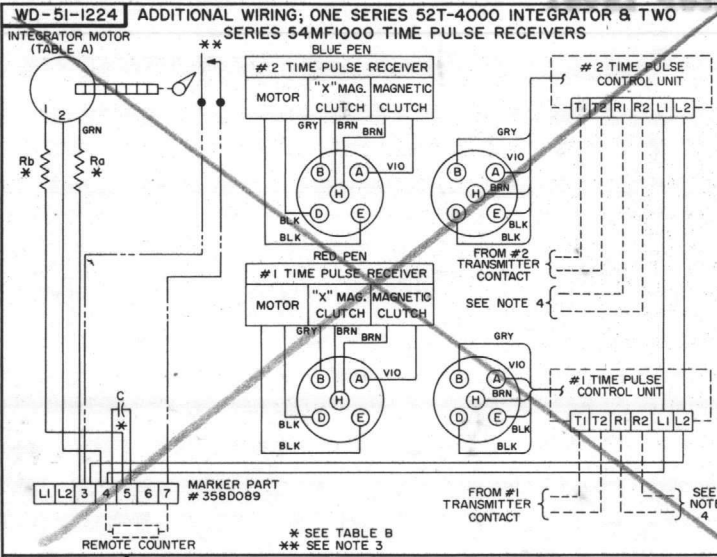 WD-51-1224 ADDITIONAL WIRING; ONE SERIES 52T-4000 INTEGRATOR & TWO
SERIES 54MF1000 TIME PULSE RECEIVERS
INTEGRATOR MOTOR
(TABLE A)
1 2
GRN
Rb
*
Ra
*
**
BLUE PEN
#2 TIME PULSE RECEIVER
MOTOR "X" MAG. CLUTCH MAGNETIC CLUTCH
GRY BRN BRN
VIO
B A
H
D E
BLK
BLK
GRY
VIO
B A
H BRN
D E
BLK
BLK
#2 TIME PULSE
CONTROL UNIT
T1 T2 R1 R2 L1 L2
FROM #2
TRANSMITTER
CONTACT
SEE NOTE 4
RED PEN
#1 TIME PULSE RECEIVER
MOTOR "X" MAG. CLUTCH MAGNETIC CLUTCH
GRY BRN BRN
VIO
B A
H
D E
BLK
BLK
GRY
VIO
B A
H BRN
D E
BLK
BLK
#1 TIME PULSE
CONTROL UNIT
T1 T2 R1 R2 L1 L2
FROM #1
TRANSMITTER
CONTACT
SEE
NOTE
4
C
*
L1 L2 3 4 5 6 7
MARKER PART
#358D089
REMOTE COUNTER
* SEE TABLE B
** SEE NOTE 3